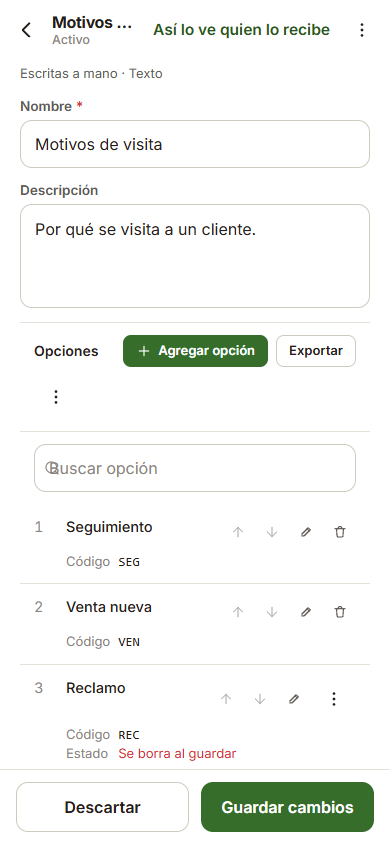 Motivos ...
Activo
Así lo ve quien lo recibe
Escritas a mano · Texto
Nombre *
Motivos de visita
Descripción
Por qué se visita a un cliente.
Opciones
Agregar opción
Exportar
Buscar opción
1 Seguimiento
Código SEG
2 Venta nueva
Código VEN
3 Reclamo
Código REC
Estado Se borra al guardar
Descartar
Guardar cambios